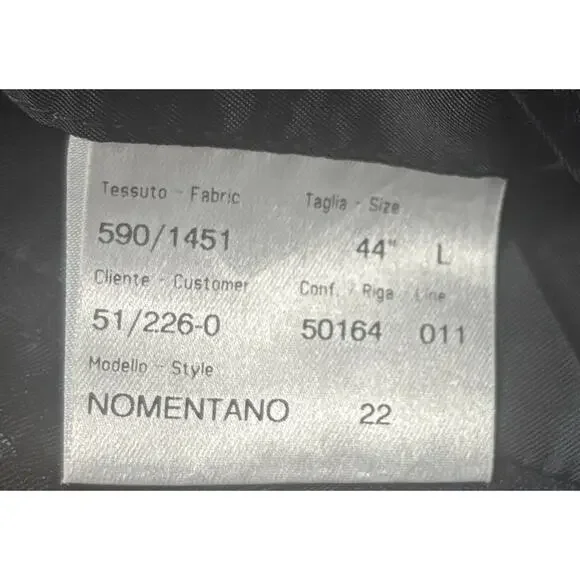 Tessuto - Fabric Taglia - Size
590/1451 44" L
Cliente - Customer Conf. / Riga - Line
51/226-0 50164 011
Modello - Style
NOMENTANO 22